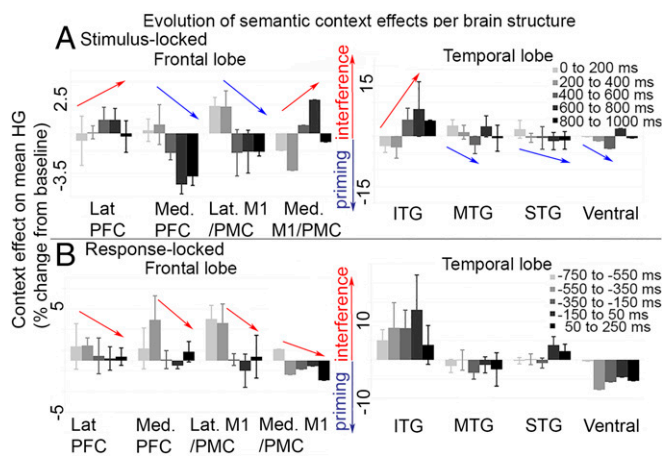 Evolution of semantic context effects per brain structure
A Stimulus-locked
Frontal lobe
Temporal lobe
Context effect on mean HG
(% change from baseline)
2.5
-3.5
interference
priming
15
-15
0 to 200 ms
200 to 400 ms
400 to 600 ms
600 to 800 ms
800 to 1000 ms
Lat PFC
Med. PFC
Lat. M1 /PMC
Med. M1/PMC
ITG
MTG
STG
Ventral
B Response-locked
Frontal lobe
Temporal lobe
5
-5
interference
priming
10
-10
-750 to -550 ms
-550 to -350 ms
-350 to -150 ms
-150 to 50 ms
50 to 250 ms
Lat PFC
Med. PFC
Lat. M1 /PMC
Med. M1 /PMC
ITG
MTG
STG
Ventral